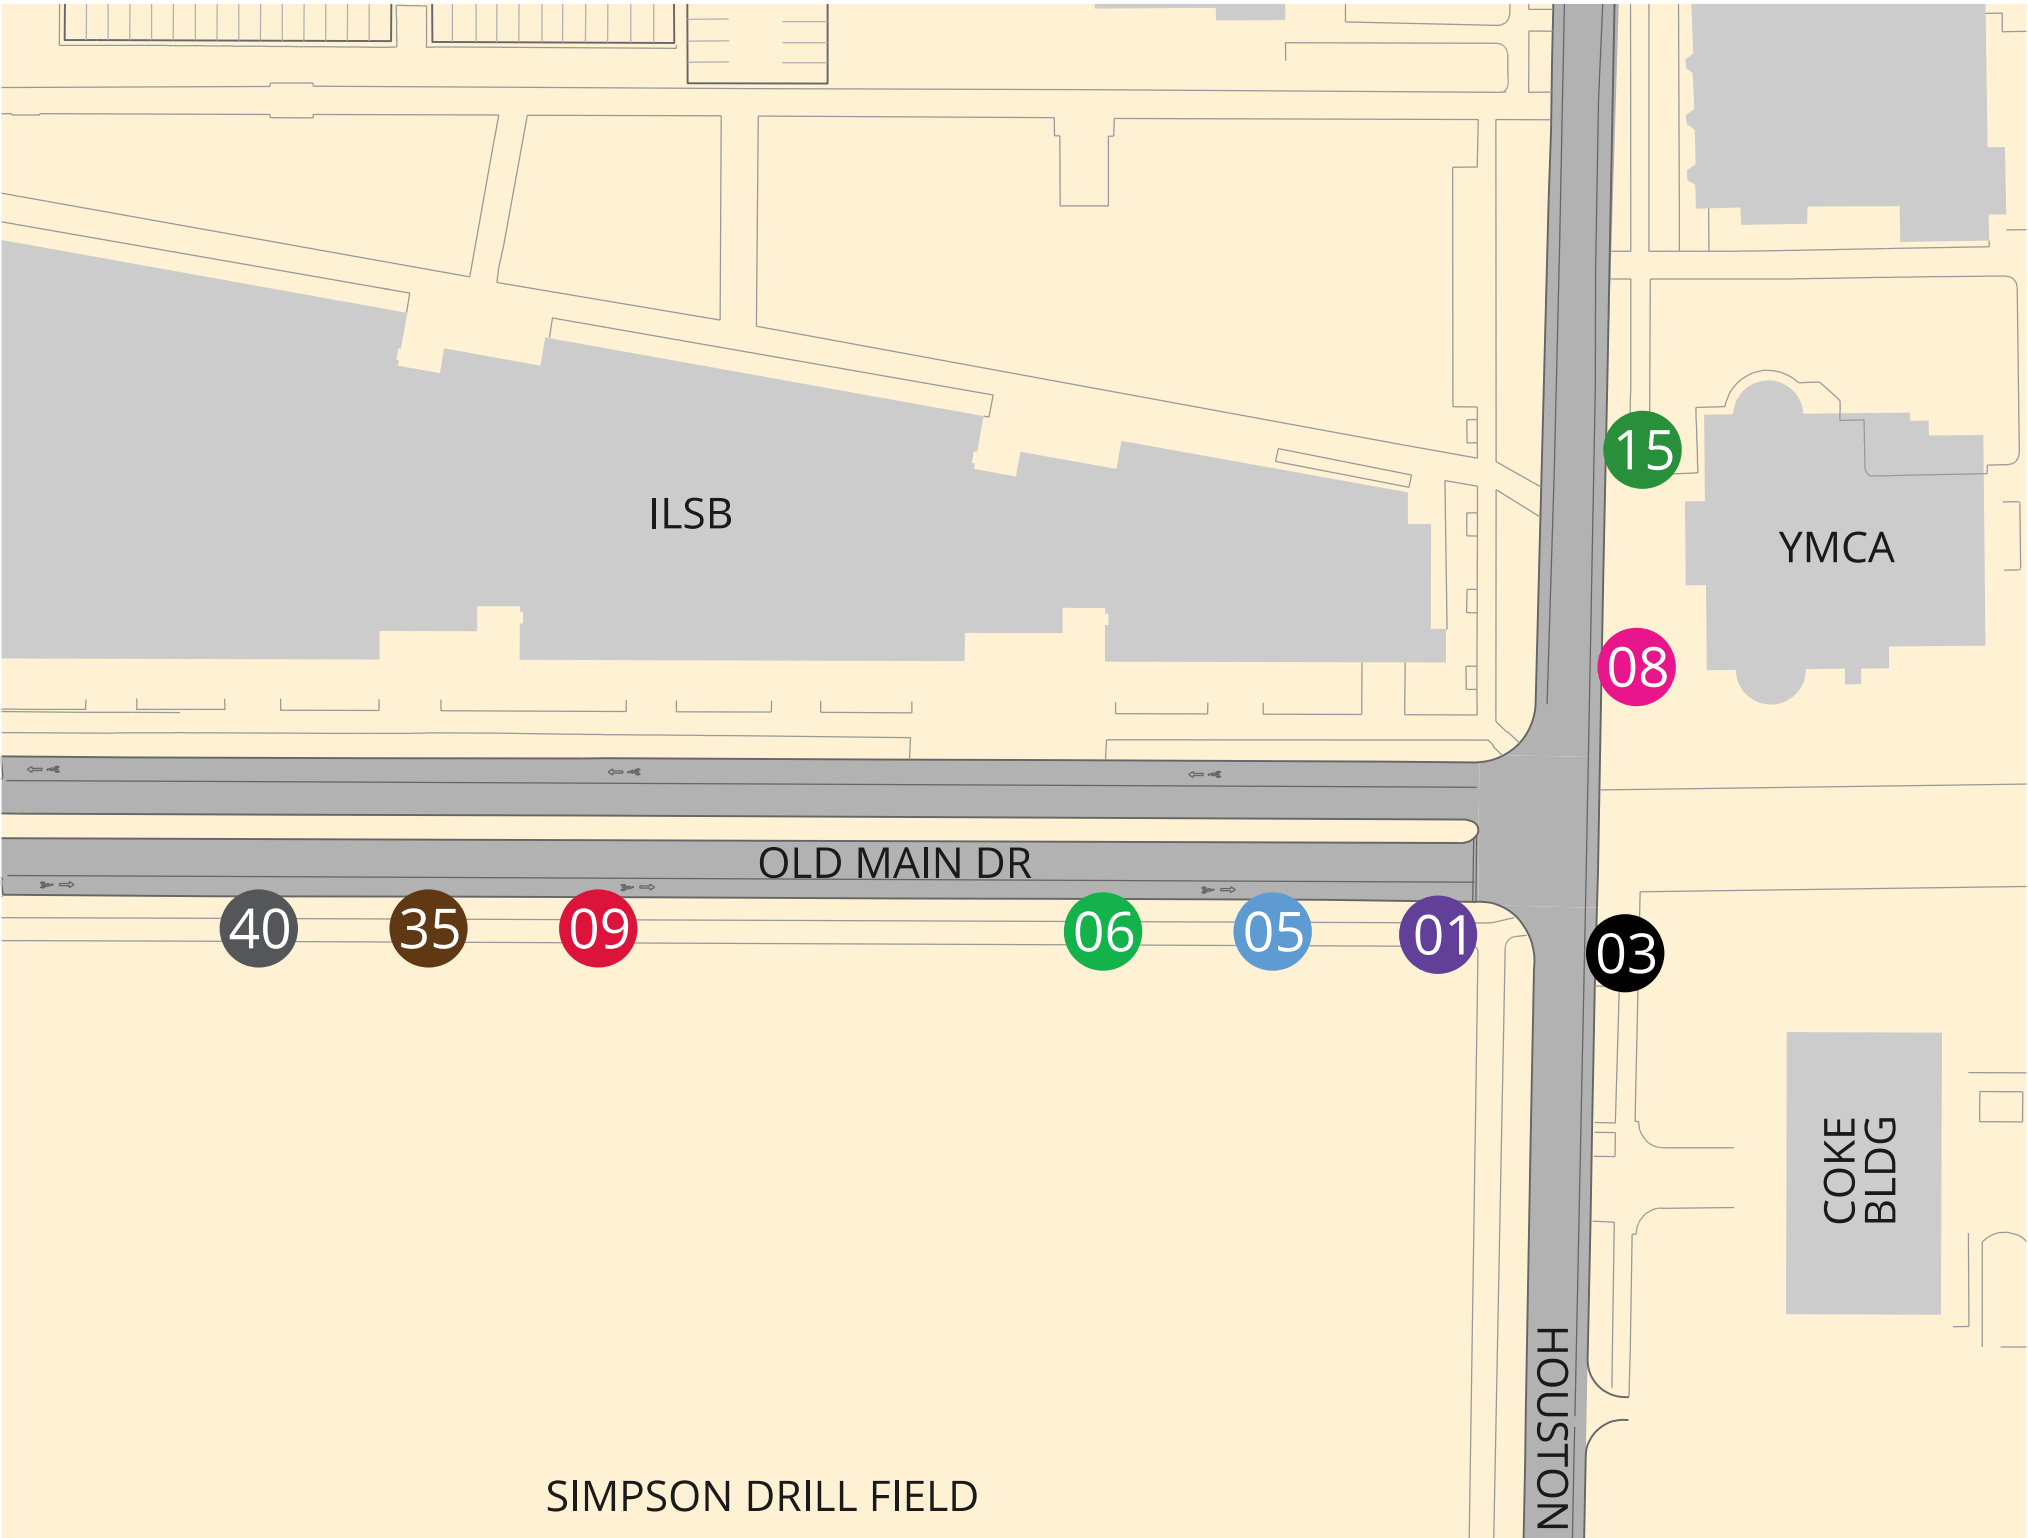 15
ILSB
YMCA
08
OLD MAIN DR
40
35
09
06
05
01
03
COKE
BLDG
HOUSTON
SIMPSON DRILL FIELD